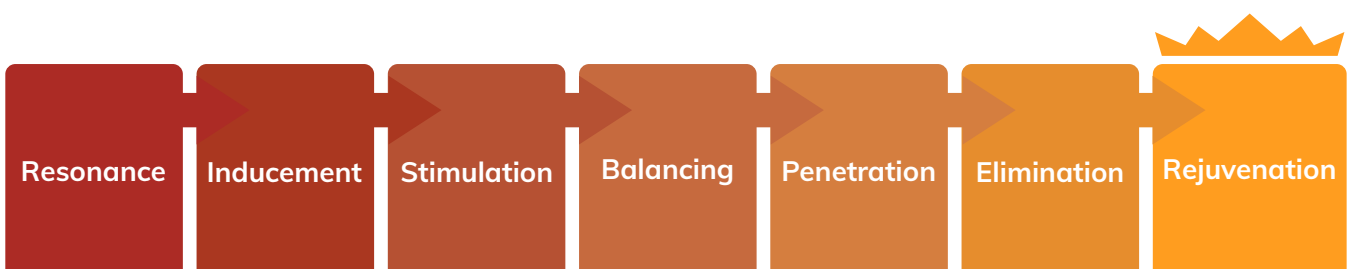 Resonance
Inducement
Stimulation
Balancing
Penetration
Elimination
Rejuvenation